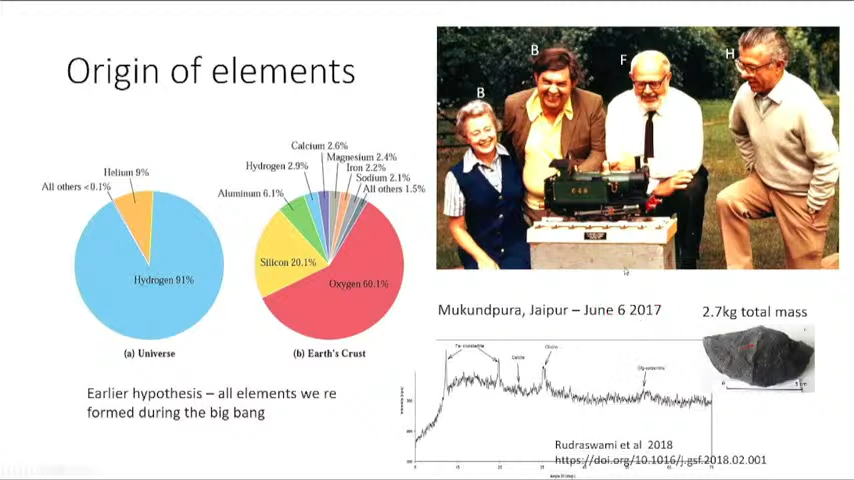 Origin of elements
B
B
F
H
Helium 9%
All others <0.1%
Hydrogen 91%
(a) Universe
Calcium 2.6%
Magnesium 2.4%
Hydrogen 2.9%
Iron 2.2%
Sodium 2.1%
Aluminum 6.1%
All others 1.5%
Silicon 20.1%
Oxygen 60.1%
(b) Earth's Crust
Earlier hypothesis – all elements we re
formed during the big bang
Mukundpura, Jaipur – June 6 2017
2.7kg total mass
Rudraswami et al 2018
https://doi.org/10.1016/j.gsf.2018.02.001